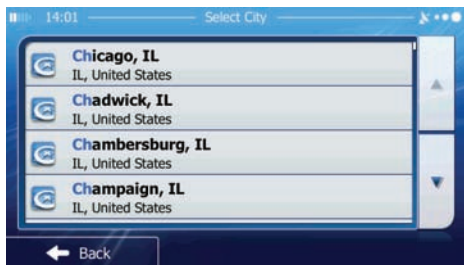 14:01
Select City
Chicago, IL
IL, United States
Chadwick, IL
IL, United States
Chambersburg, IL
IL, United States
Champaign, IL
IL, United States
Back